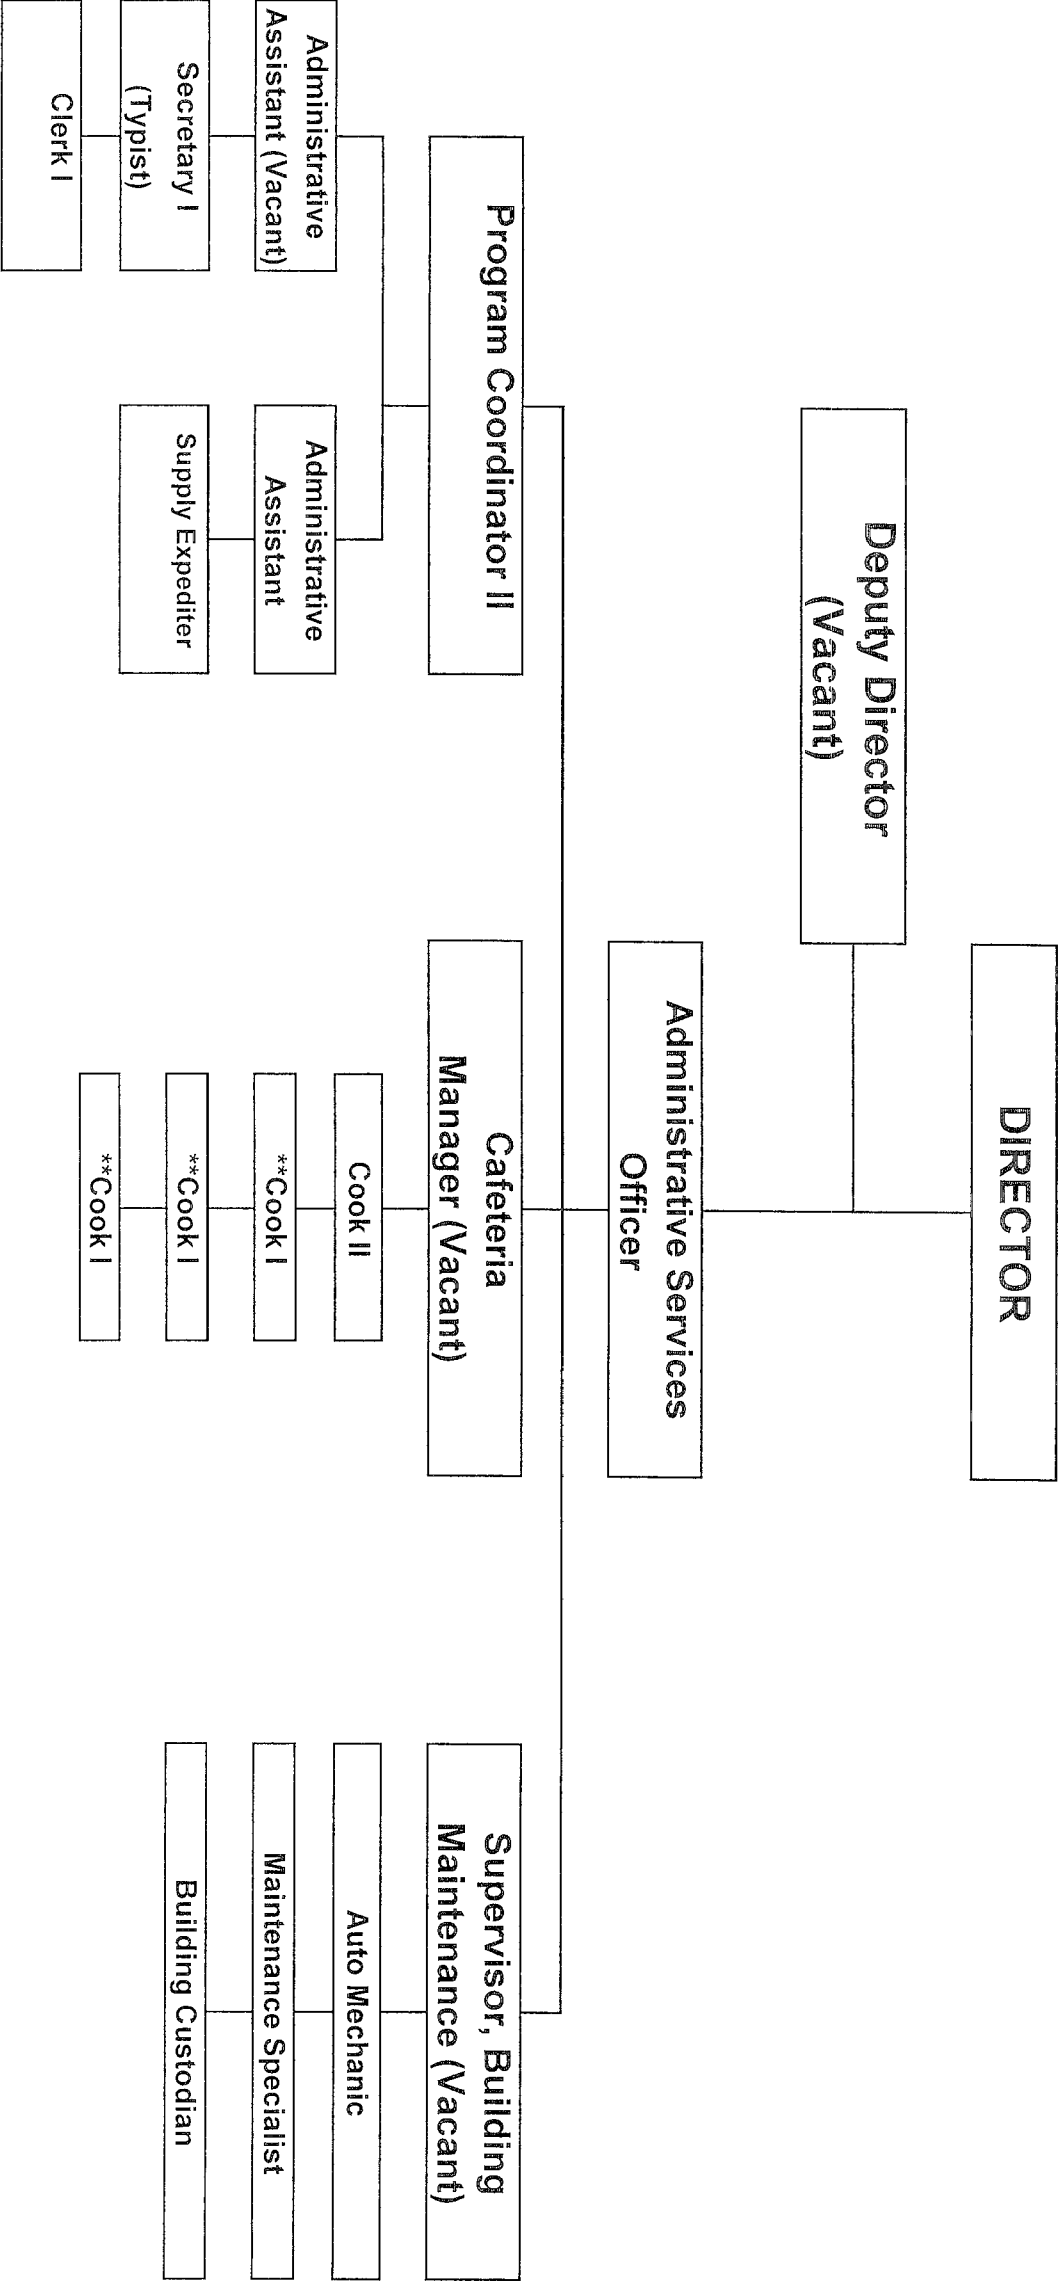 DIRECTOR
Deputy Director
(Vacant)
Administrative Services
Officer
Program Coordinator II
Cafeteria
Manager (Vacant)
Supervisor, Building
Maintenance (Vacant)
Administrative
Assistant (Vacant)
Secretary I
(Typist)
Clerk I
Administrative
Assistant
Supply Expediter
Cook II
**Cook I
**Cook I
**Cook I
Auto Mechanic
Maintenance Specialist
Building Custodian